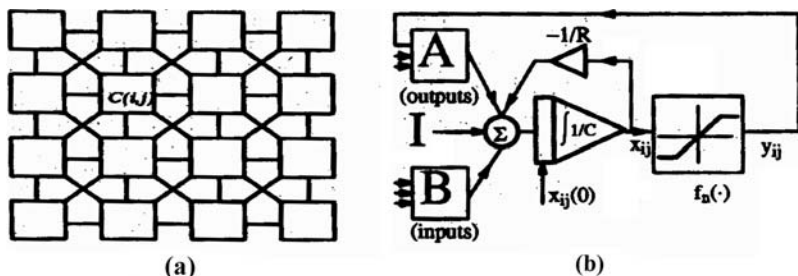 C(i,j)
(a)
A
(outputs)
I
B
(inputs)
Σ
-1/R
∫1/C
x_ij
x_ij(0)
f_n(·)
y_ij
(b)